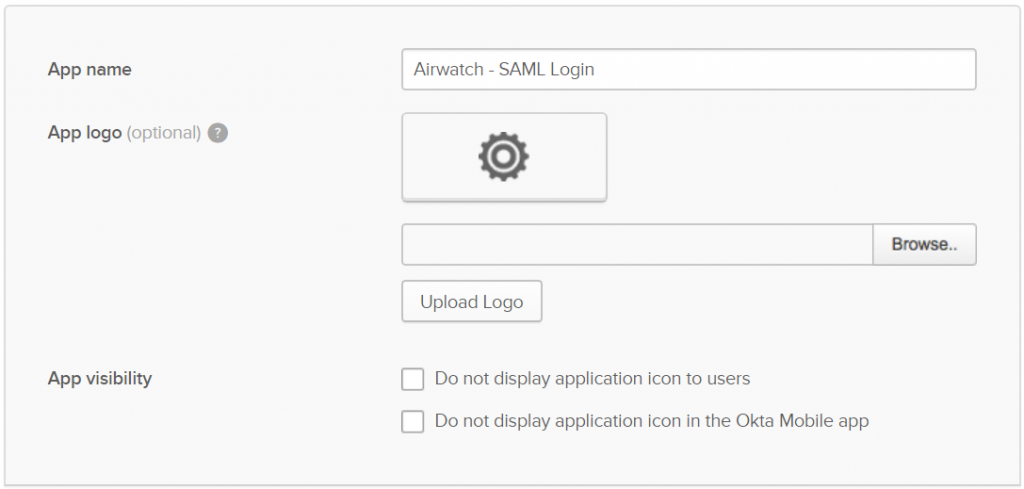 App name
Airwatch - SAML Login
App logo (optional) ?
Browse..
Upload Logo
App visibility
Do not display application icon to users
Do not display application icon in the Okta Mobile app